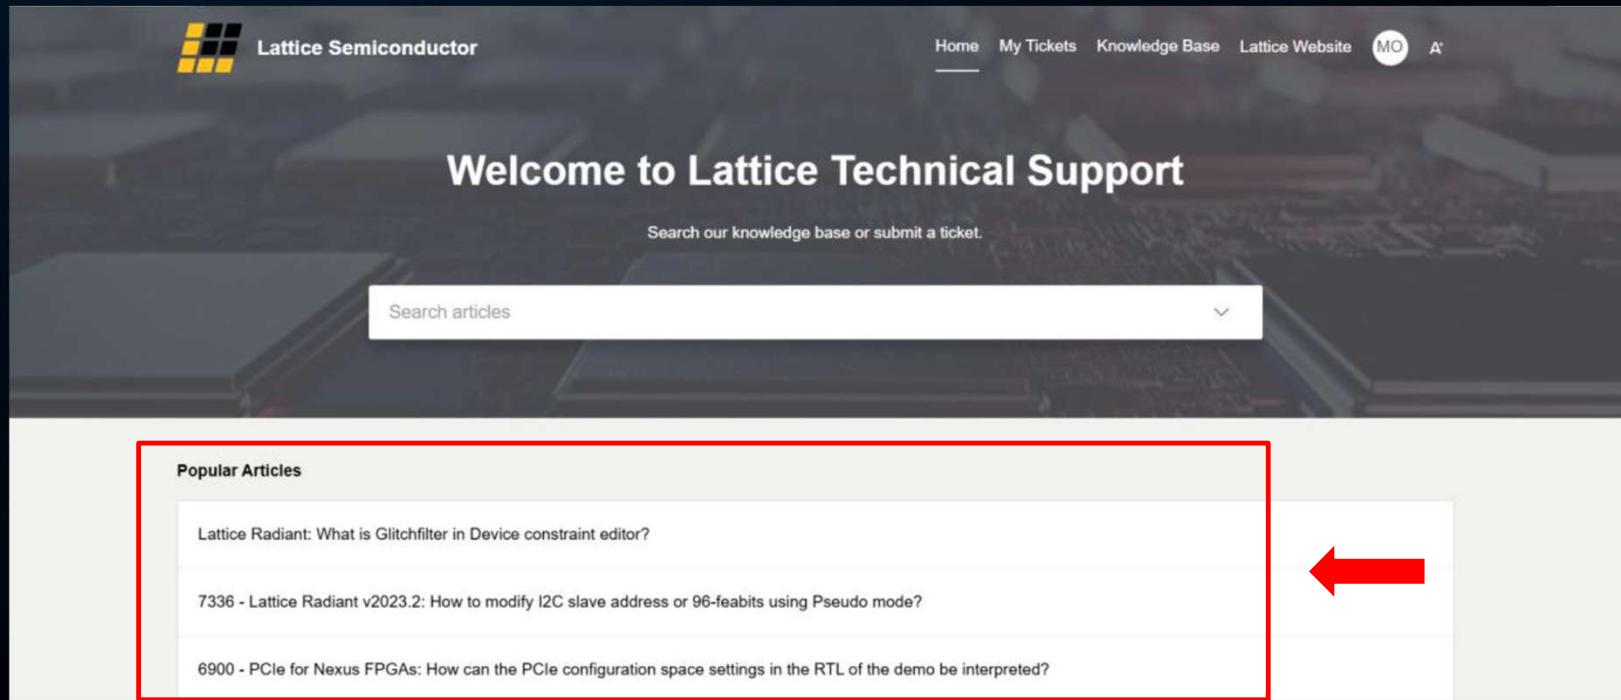 Lattice Semiconductor
Home My Tickets Knowledge Base Lattice Website MO A
Welcome to Lattice Technical Support
Search our knowledge base or submit a ticket.
Search articles
Popular Articles
Lattice Radiant: What is Glitchfilter in Device constraint editor?
7336 - Lattice Radiant v2023.2: How to modify I2C slave address or 96-feabits using Pseudo mode?
6900 - PCIe for Nexus FPGAs: How can the PCIe configuration space settings in the RTL of the demo be interpreted?